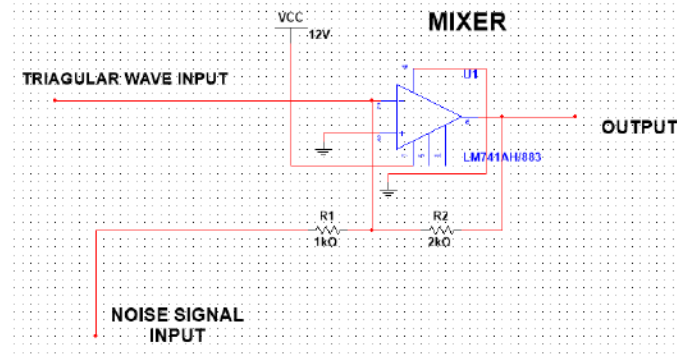 VCC
MIXER
12V
TRIAGULAR WAVE INPUT
U1
OUTPUT
LM741AH/883
R1
R2
1kΩ
2kΩ
NOISE SIGNAL
INPUT